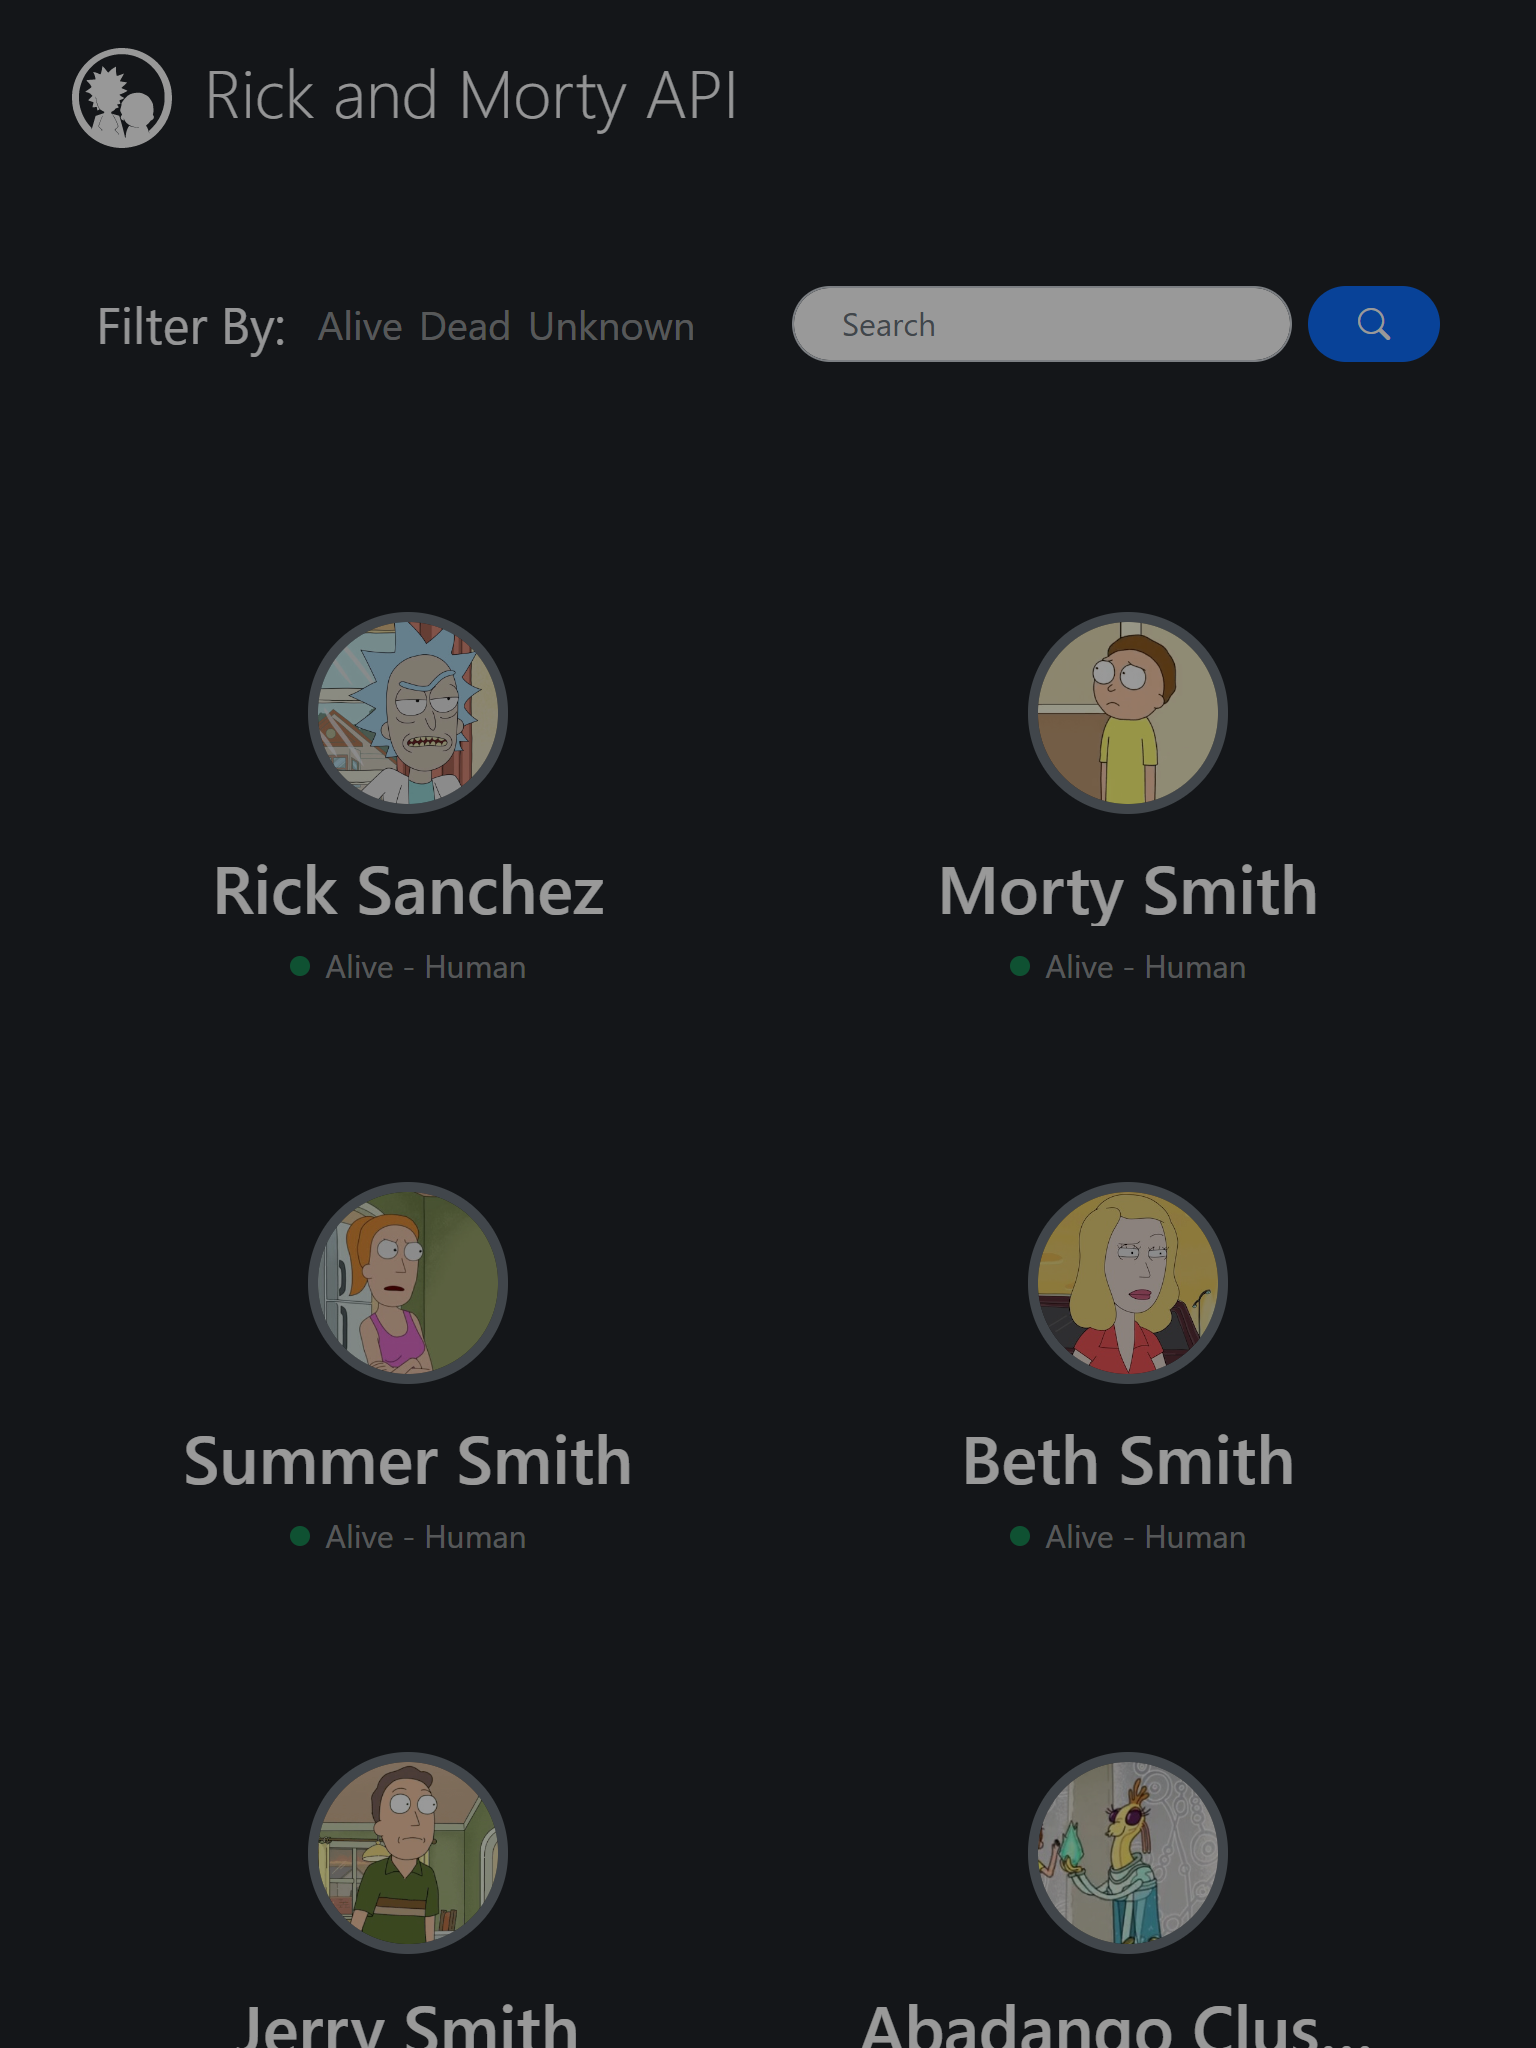 Rick and Morty API
Filter By: Alive Dead Unknown Search
Rick Sanchez
Alive - Human
Morty Smith
Alive - Human
Summer Smith
Alive - Human
Beth Smith
Alive - Human
Jerry Smith
Abadango Clus...